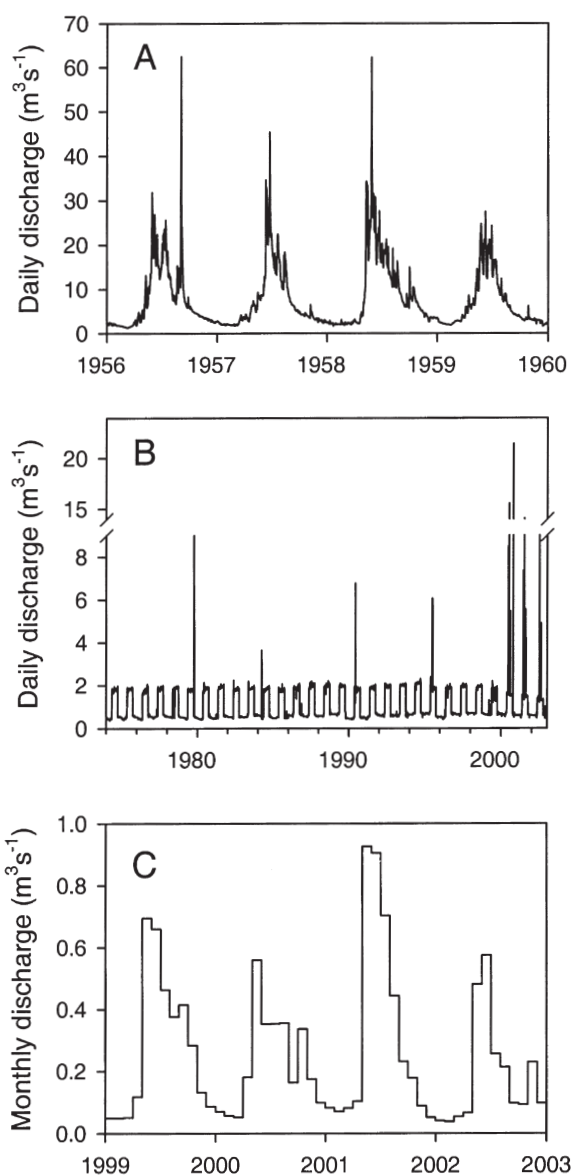 A
Daily discharge (m³s⁻¹)
70
60
50
40
30
20
10
0
1956 1957 1958 1959 1960
B
Daily discharge (m³s⁻¹)
20
15
8
6
4
2
0
1980 1990 2000
C
Monthly discharge (m³s⁻¹)
1.0
0.8
0.6
0.4
0.2
0.0
1999 2000 2001 2002 2003